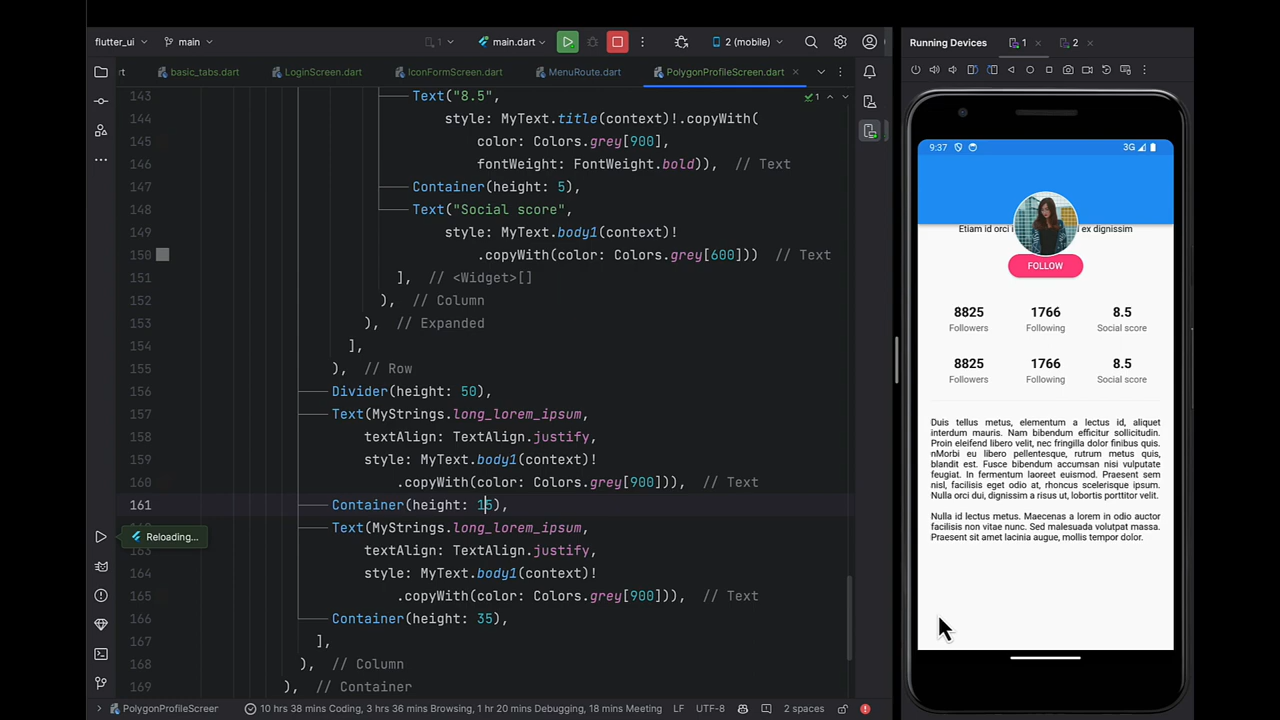 flutter_ui
main
1
main.dart
2 (mobile)
Running Devices
1
2
rt
basic_tabs.dart
LoginScreen.dart
IconFormScreen.dart
MenuRoute.dart
PolygonProfileScreen.dart
1
143
Text("8.5",
144
style: MyText.title(context)!.copyWith(
145
color: Colors.grey[900],
146
fontWeight: FontWeight.bold)), // Text
147
Container(height: 5),
148
Text("Social score",
149
style: MyText.body1(context)!
150
.copyWith(color: Colors.grey[600])) // Text
151
], // <Widget>[]
152
), // Column
153
), // Expanded
154
],
155
), // Row
156
Divider(height: 50),
157
Text(MyStrings.long_lorem_ipsum,
158
textAlign: TextAlign.justify,
159
style: MyText.body1(context)!
160
.copyWith(color: Colors.grey[900])), // Text
161
Container(height: 15),
Text(MyStrings.long_lorem_ipsum,
163
textAlign: TextAlign.justify,
164
style: MyText.body1(context)!
165
.copyWith(color: Colors.grey[900])), // Text
166
Container(height: 35),
167
],
168
), // Column
169
), // Container
Reloading...
PolygonProfileScreen
10 hrs 38 mins Coding, 3 hrs 36 mins Browsing, 1 hr 20 mins Debugging, 18 mins Meeting
LF
UTF-8
2 spaces
9:37
3G
Etiam id orci
ex dignissim
FOLLOW
8825
1766
8.5
Followers
Following
Social score
8825
1766
8.5
Followers
Following
Social score
Duis tellus metus, elementum a lectus id, aliquet
interdum mauris. Nam bibendum efficitur sollicitudin.
Proin eleifend libero velit, nec fringilla dolor finibus quis.
nMorbi eu libero pellentesque, rutrum metus quis,
blandit est. Fusce bibendum accumsan nisi vulputate
feugiat. In fermentum laoreet euismod. Praesent sem
nisl, facilisis eget odio at, rhoncus scelerisque ipsum.
Nulla orci dui, dignissim a risus ut, lobortis porttitor velit.
Nulla id lectus metus. Maecenas a lorem in odio auctor
facilisis non vitae nunc. Sed malesuada volutpat massa.
Praesent sit amet lacinia augue, mollis tempor dolor.